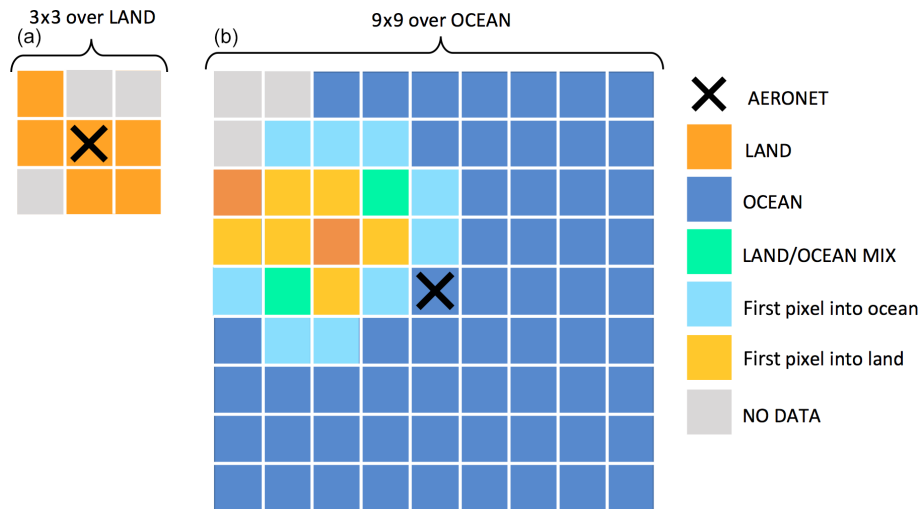 3x3 over LAND
(a)
9x9 over OCEAN
(b)
AERONET
LAND
OCEAN
LAND/OCEAN MIX
First pixel into ocean
First pixel into land
NO DATA